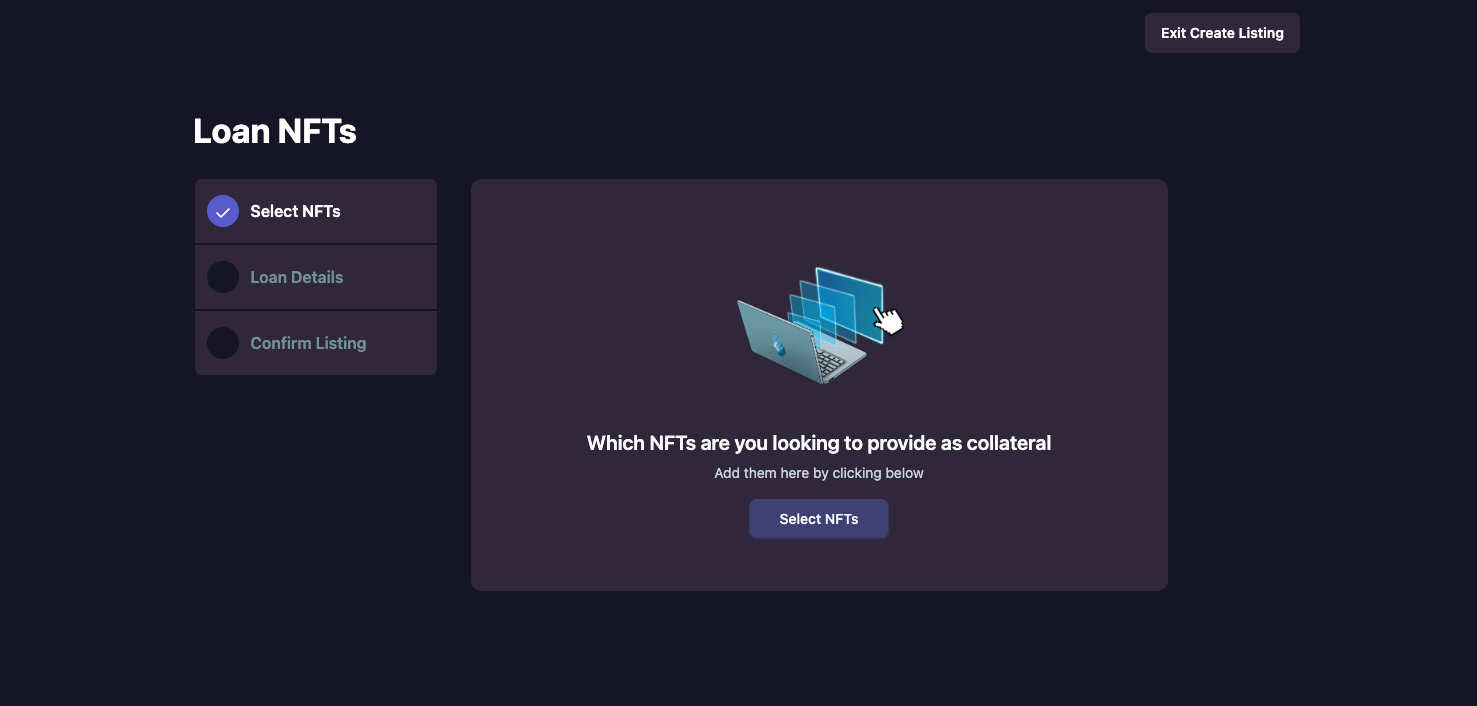 Exit Create Listing
Loan NFTs
Select NFTs
Loan Details
Confirm Listing
Which NFTs are you looking to provide as collateral
Add them here by clicking below
Select NFTs